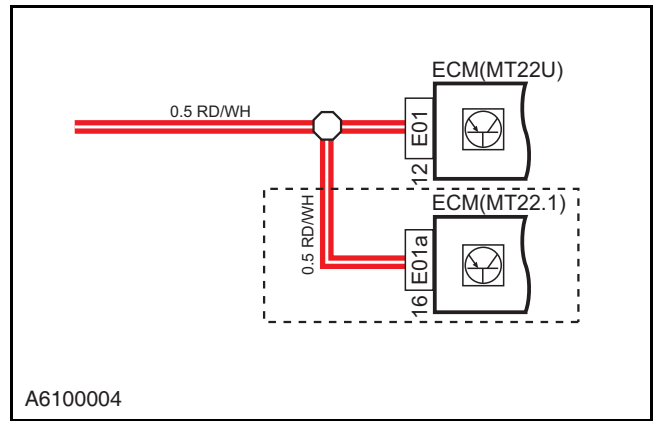 ECM(MT22U)
0.5 RD/WH
E01
12
ECM(MT22.1)
0.5 RD/WH
E01a
16
A6100004